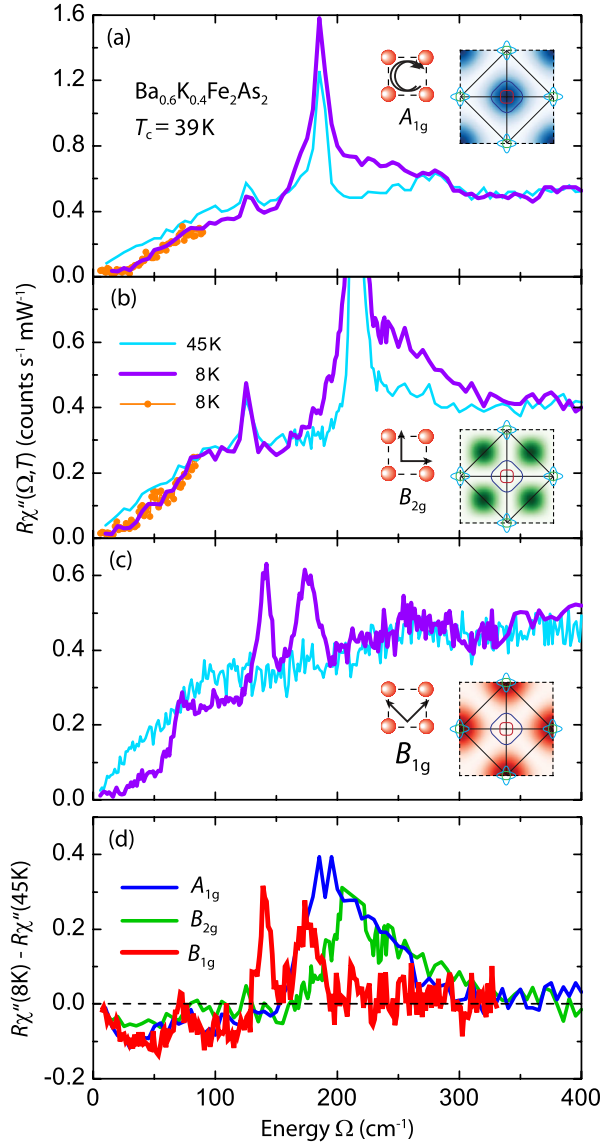 (a)
Ba0.6K0.4Fe2As2
Tc = 39 K
A1g
1.6
1.2
0.8
0.4
0.0
(b)
45K
8K
8K
B2g
0.6
0.4
0.2
0.0
Rχ″(Ω,T) (counts s⁻¹ mW⁻¹)
(c)
B1g
0.6
0.4
0.2
0.0
(d)
A1g
B2g
B1g
0.4
0.2
0.0
-0.2
Rχ″(8K) - Rχ″(45K)
0 100 200 300 400
Energy Ω (cm⁻¹)